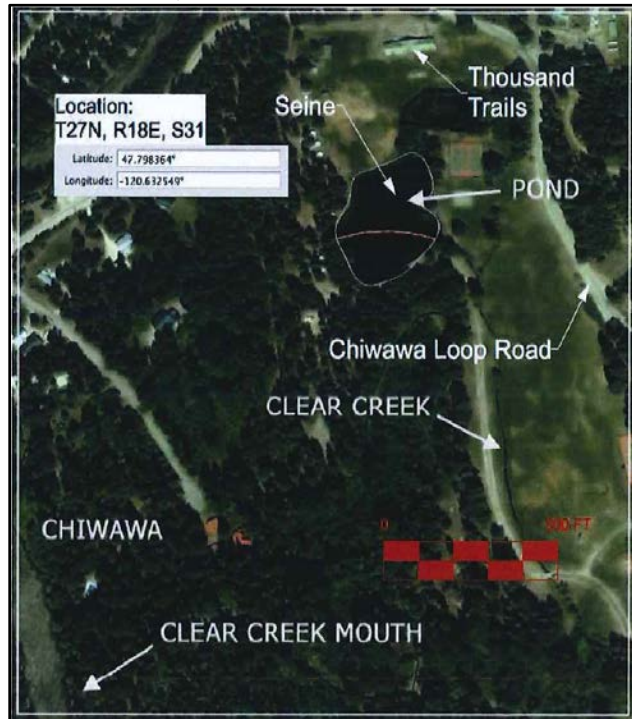 Thousand
Trails
Seine
Location:
T27N, R18E, S31
Latitude: 47.798364°
Longitude: -120.632549°
POND
Chiwawa Loop Road
CLEAR CREEK
0
FT
CHIWAWA
CLEAR CREEK MOUTH